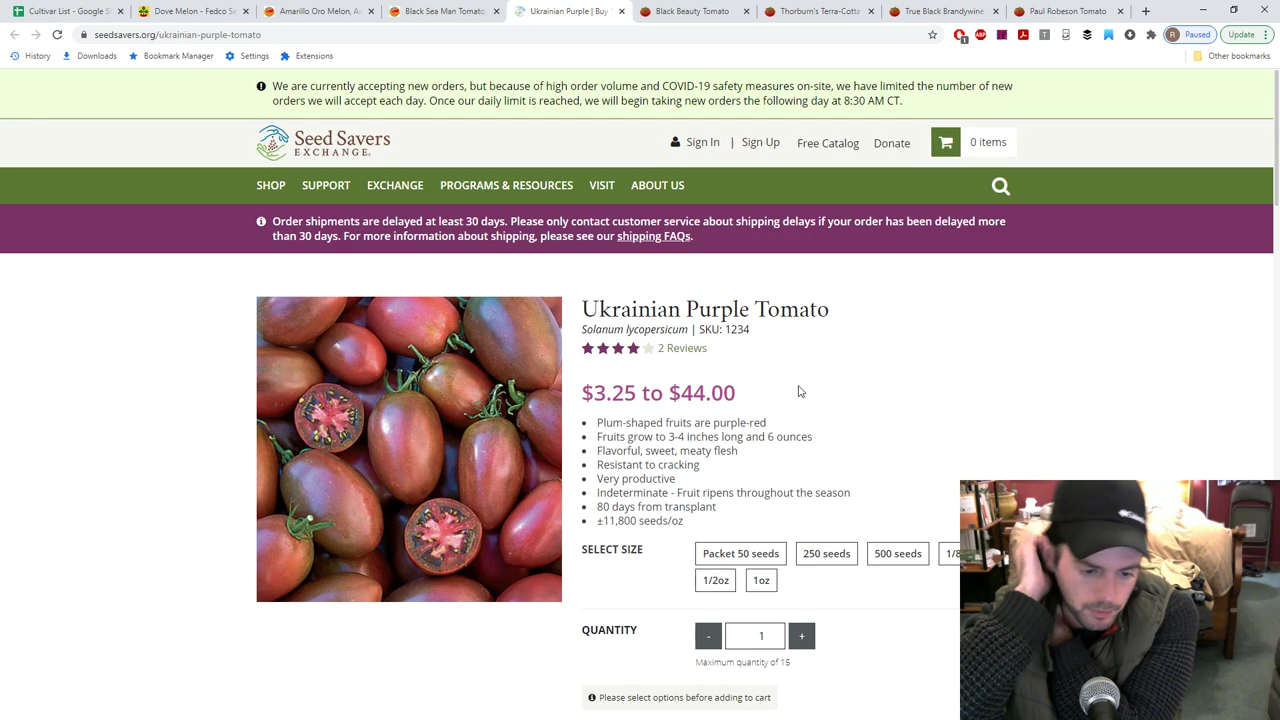 Cultivar List - Google S
Dove Melon - Fedco Se
Amarillo Oro Melon, An
Black Sea Man Tomato,
Ukrainian Purple | Buy T
Black Beauty Tomato
Thorburn's Terra-Cotta
True Black Brandywine
Paul Robeson Tomato
seedsavers.org/ukrainian-purple-tomato
1
ABP
T
R
Paused
Update
History
Downloads
Bookmark Manager
Settings
Extensions
Other bookmarks
We are currently accepting new orders, but because of high order volume and COVID-19 safety measures on-site, we have limited the number of new
orders we will accept each day. Once our daily limit is reached, we will begin taking new orders the following day at 8:30 AM CT.
Seed Savers
EXCHANGE®
Sign In | Sign Up Free Catalog Donate 0 items
SHOP SUPPORT EXCHANGE PROGRAMS & RESOURCES VISIT ABOUT US
Order shipments are delayed at least 30 days. Please only contact customer service about shipping delays if your order has been delayed more
than 30 days. For more information about shipping, please see our shipping FAQs.
Ukrainian Purple Tomato
Solanum lycopersicum | SKU: 1234
2 Reviews
$3.25 to $44.00
• Plum-shaped fruits are purple-red
• Fruits grow to 3-4 inches long and 6 ounces
• Flavorful, sweet, meaty flesh
• Resistant to cracking
• Very productive
• Indeterminate - Fruit ripens throughout the season
• 80 days from transplant
• ±11,800 seeds/oz
SELECT SIZE
Packet 50 seeds 250 seeds 500 seeds 1/8
1/2oz 1oz
QUANTITY
- 1 +
Maximum quantity of 15
Please select options before adding to cart